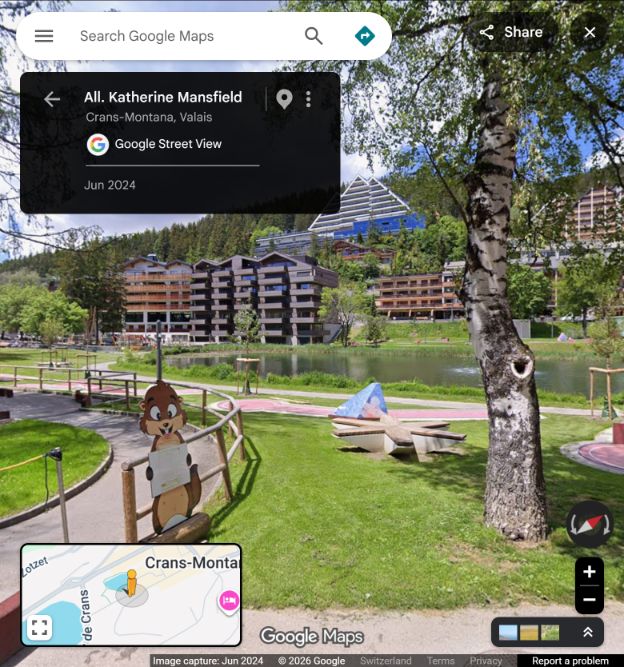 Search Google Maps
Share
All. Katherine Mansfield
Crans-Montana, Valais
Google Street View
Jun 2024
Zotzet
Crans-Montan
de Crans
Google Maps
Image capture: Jun 2024 © 2026 Google Switzerland Terms Privacy Report a problem